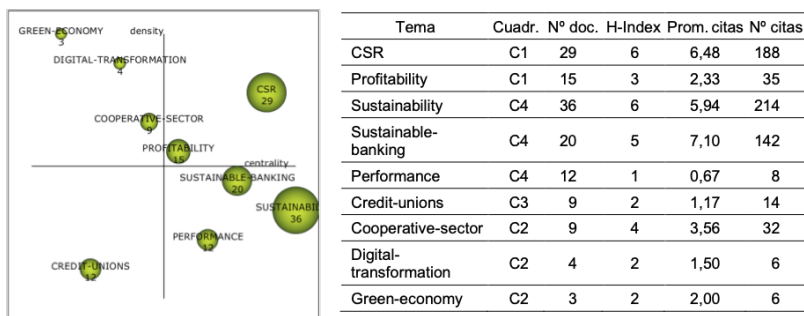 GREEN-ECONOMY
3
density
DIGITAL-TRANSFORMATION
4
CSR
29
COOPERATIVE-SECTOR
9
PROFITABILITY
15
centrality
SUSTAINABLE-BANKING
20
SUSTAINABI
36
PERFORMANCE
12
CREDIT-UNIONS
12
Tema Cuadr. Nº doc. H-Index Prom. citas Nº citas
CSR C1 29 6 6,48 188
Profitability C1 15 3 2,33 35
Sustainability C4 36 6 5,94 214
Sustainable-
banking C4 20 5 7,10 142
Performance C4 12 1 0,67 8
Credit-unions C3 9 2 1,17 14
Cooperative-sector C2 9 4 3,56 32
Digital-
transformation C2 4 2 1,50 6
Green-economy C2 3 2 2,00 6